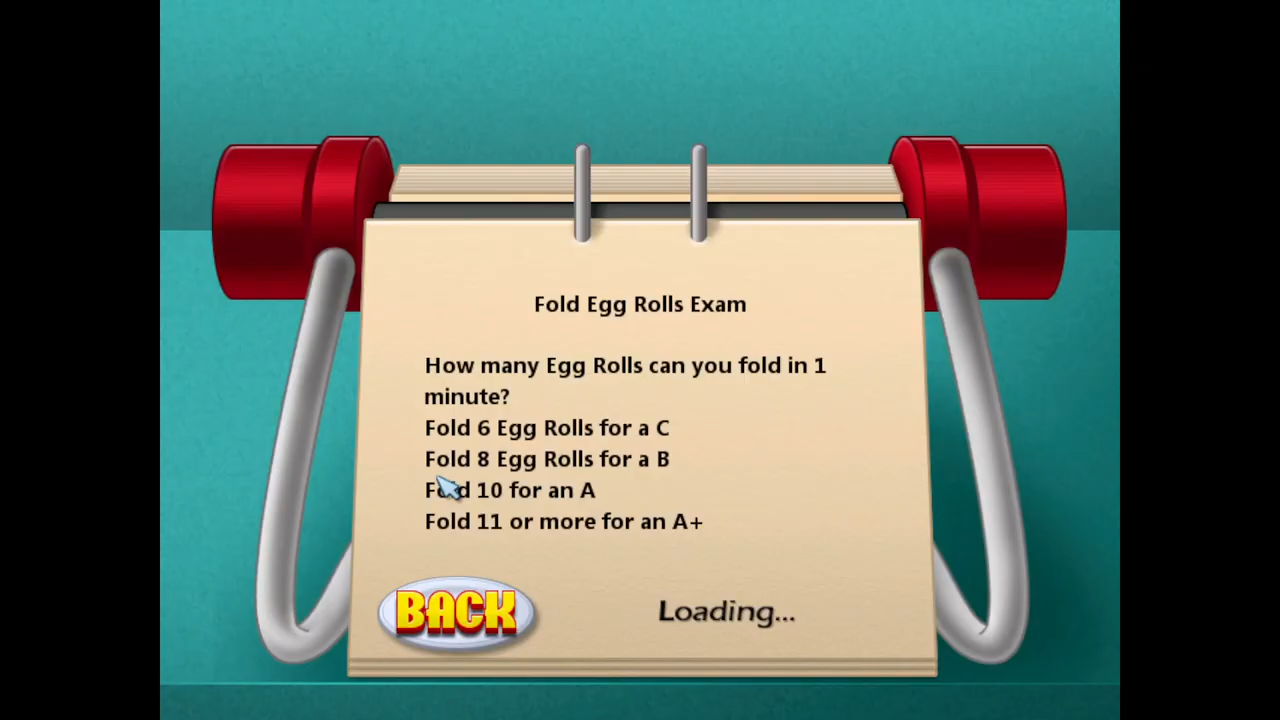 Fold Egg Rolls Exam
How many Egg Rolls can you fold in 1
minute?
Fold 6 Egg Rolls for a C
Fold 8 Egg Rolls for a B
Fold 10 for an A
Fold 11 or more for an A+
BACK
Loading...